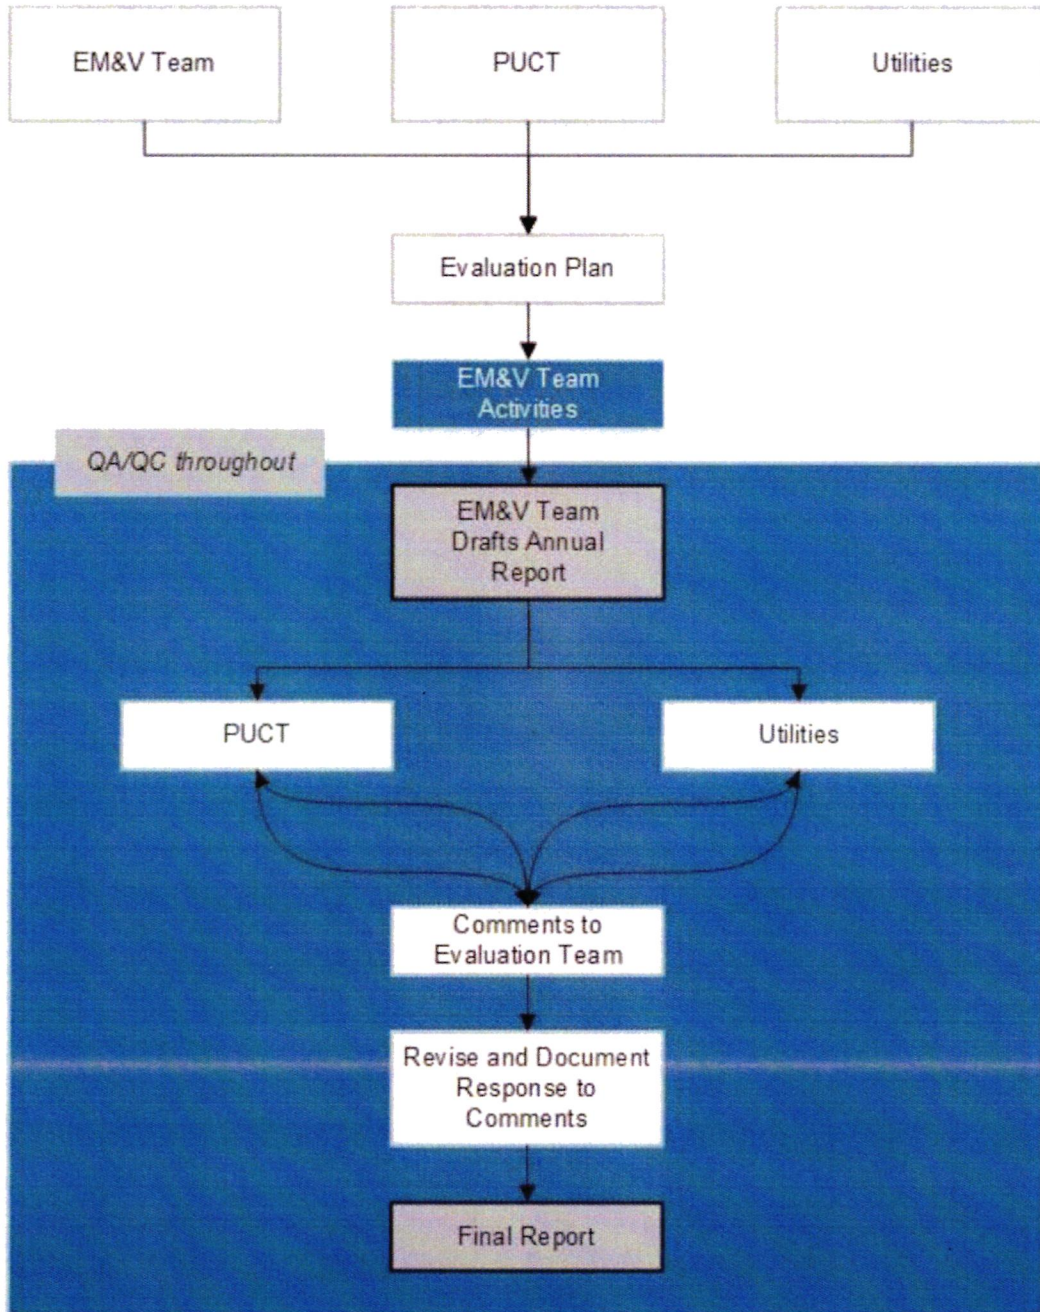 EM&V Team
PUCT
Utilities
Evaluation Plan
EM&V Team
Activities
QA/QC throughout
EM&V Team
Drafts Annual
Report
PUCT
Utilities
Comments to
Evaluation Team
Revise and Document
Response to
Comments
Final Report